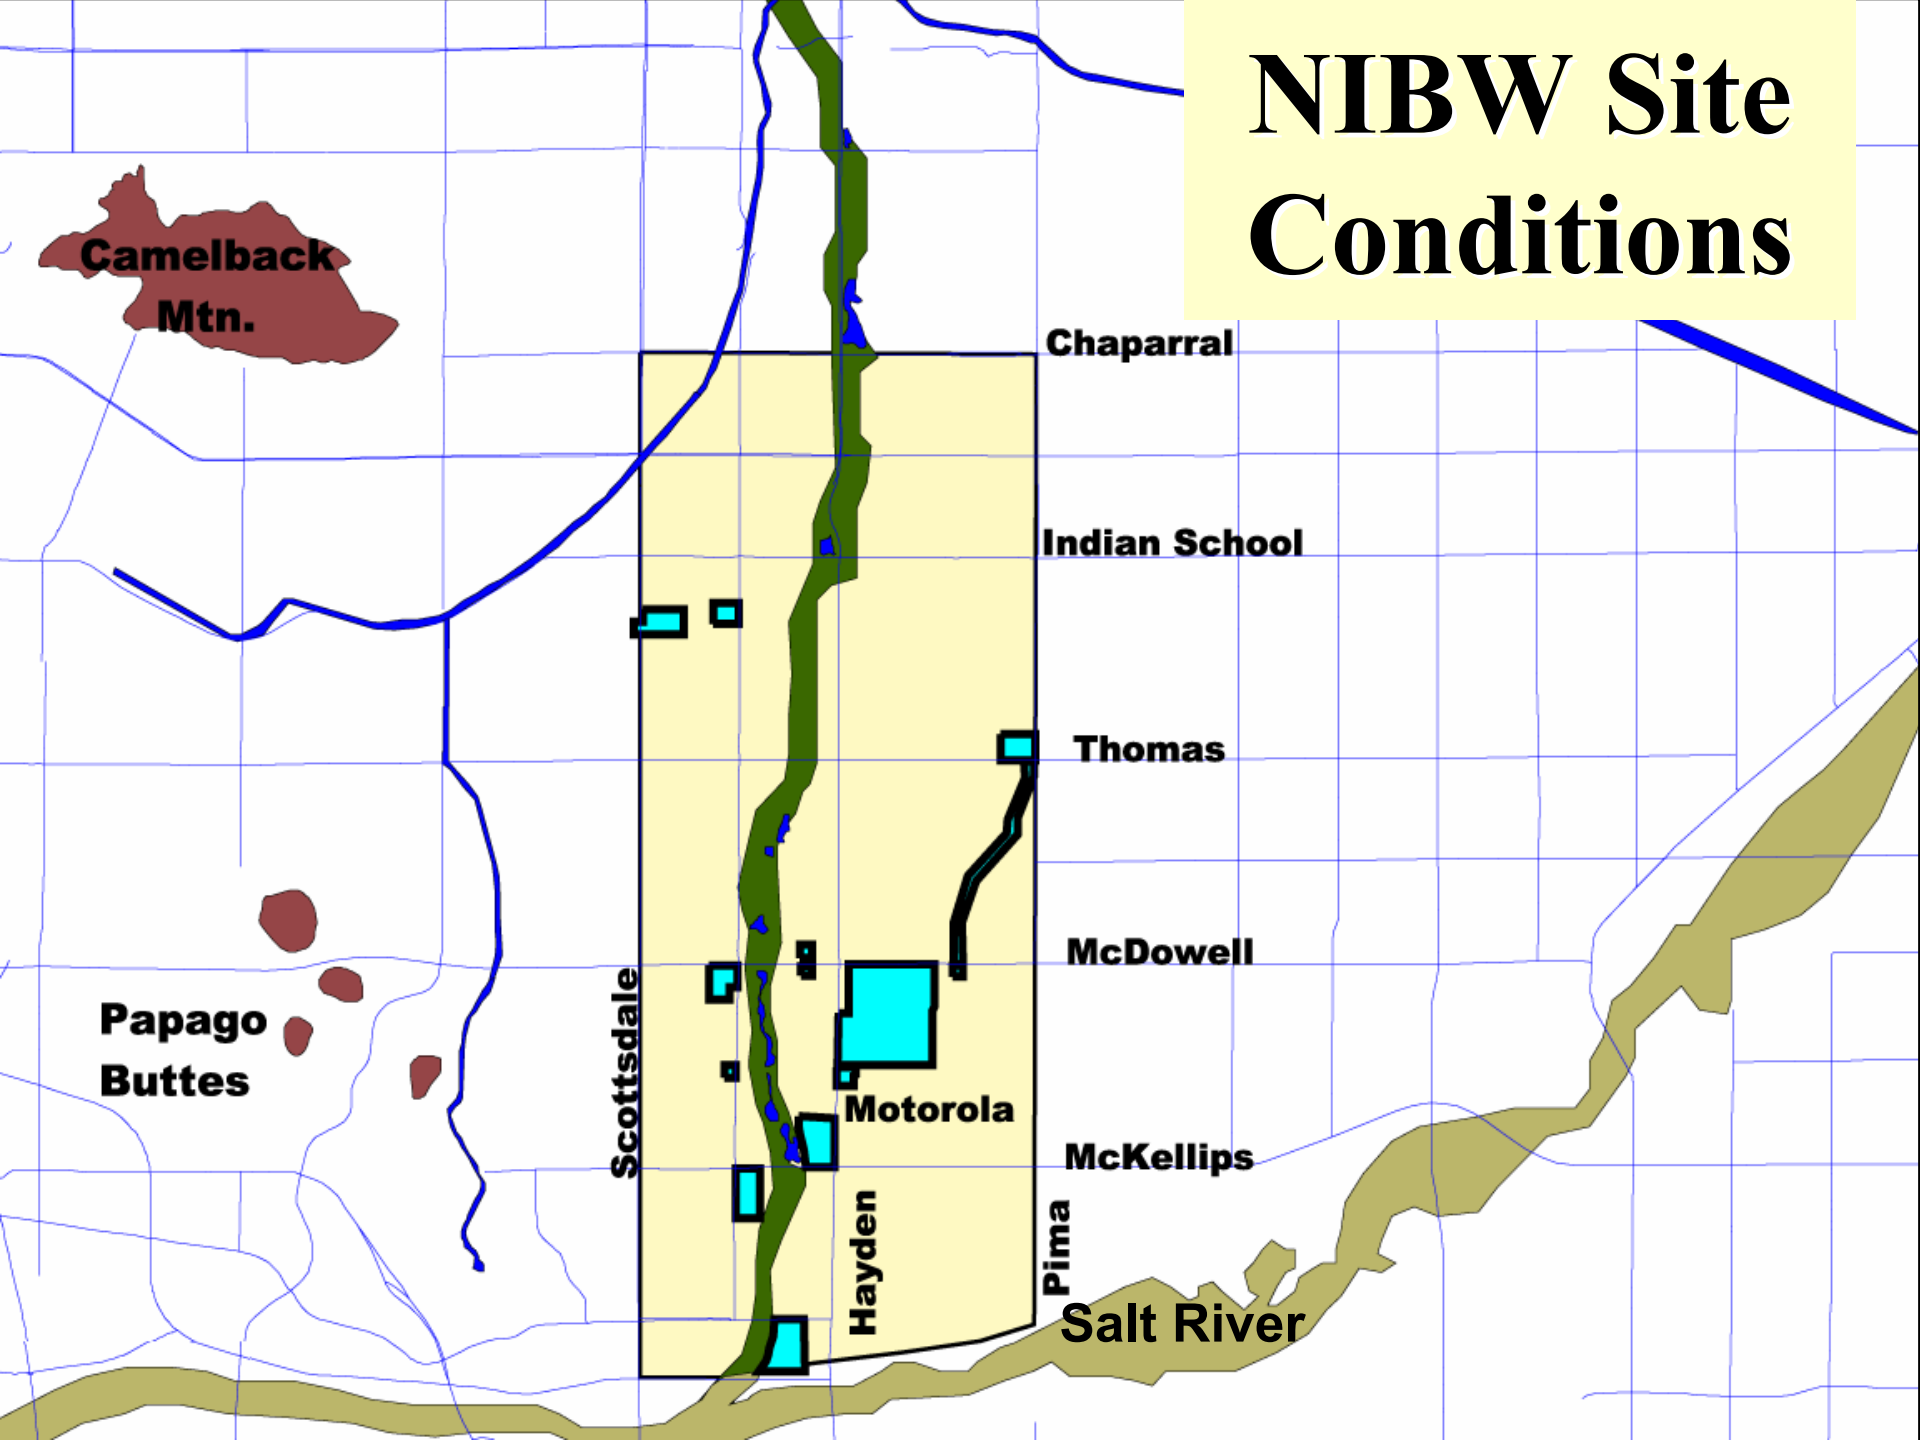 NIBW Site
Conditions
Camelback
Mtn.
Chaparral
Indian School
Thomas
McDowell
Papago
Buttes
Scottsdale
Motorola
McKellips
Hayden
Pima
Salt River